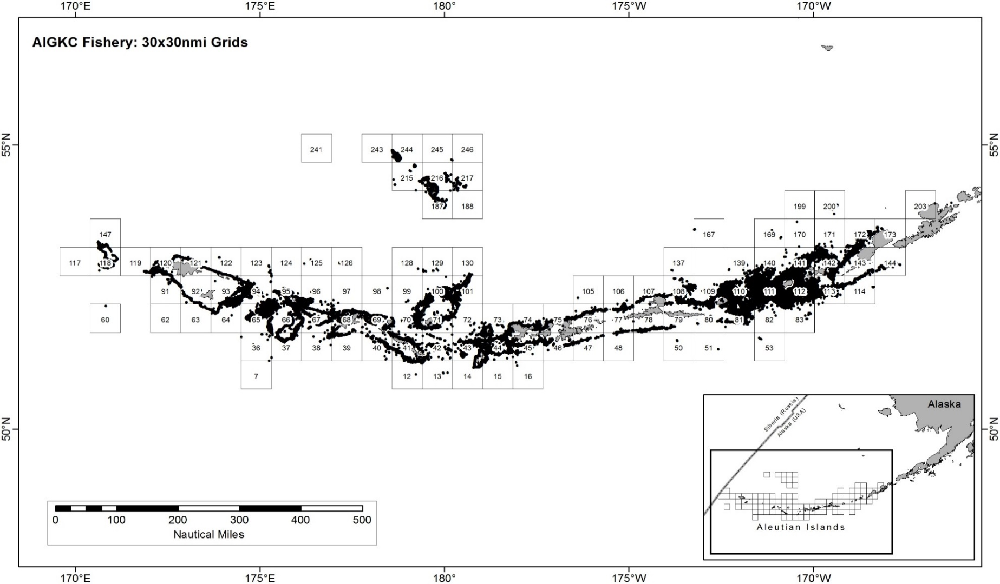 170°E 175°E 180° 175°W 170°W
AIGKC Fishery: 30x30nmi Grids
55°N 55°N
241 243 244 245 246
215 216 217
187 188 199 200 203
147 167 169 170 171 172 173
117 118 119 120 121 122 123 124 125 126 128 129 130 137 139 140 141 142 143 144
91 92 93 94 95 96 97 98 99 100 101 105 106 107 108 109 110 111 112 113 114
60 62 63 64 65 66 67 68 69 70 71 72 73 74 75 76 77 78 79 80 81 82 83
36 37 38 39 40 41 42 43 44 45 46 47 48 50 51 53
7 12 13 14 15 16
50°N 50°N
Siberia (Russia)
Alaska (USA)
Alaska
Aleutian Islands
0 100 200 300 400 500
Nautical Miles
170°E 175°E 180° 175°W 170°W